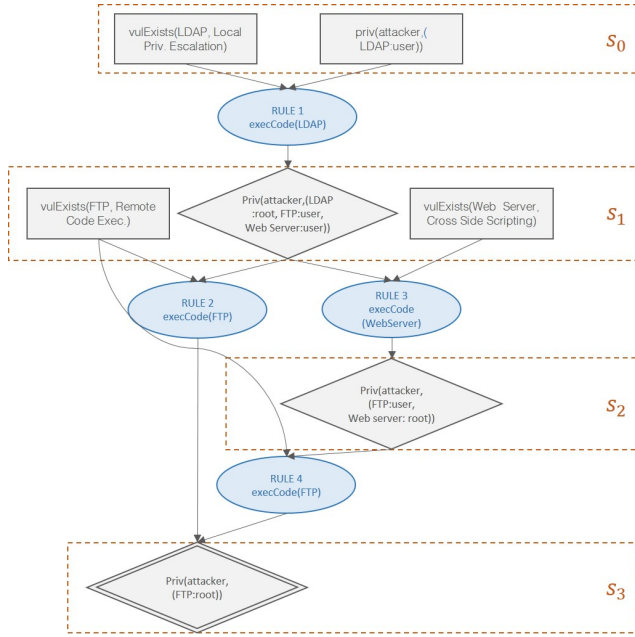 vulExists(LDAP, Local
Priv. Escalation)
priv(attacker,(
LDAP:user))
S0
RULE 1
execCode(LDAP)
vulExists(FTP, Remote
Code Exec.)
Priv(attacker,(LDAP
:root, FTP:user,
Web Server:user))
vulExists(Web Server,
Cross Side Scripting)
S1
RULE 2
execCode(FTP)
RULE 3
execCode
(WebServer)
Priv(attacker,
(FTP:user,
Web server: root))
S2
RULE 4
execCode(FTP)
Priv(attacker,
(FTP:root))
S3